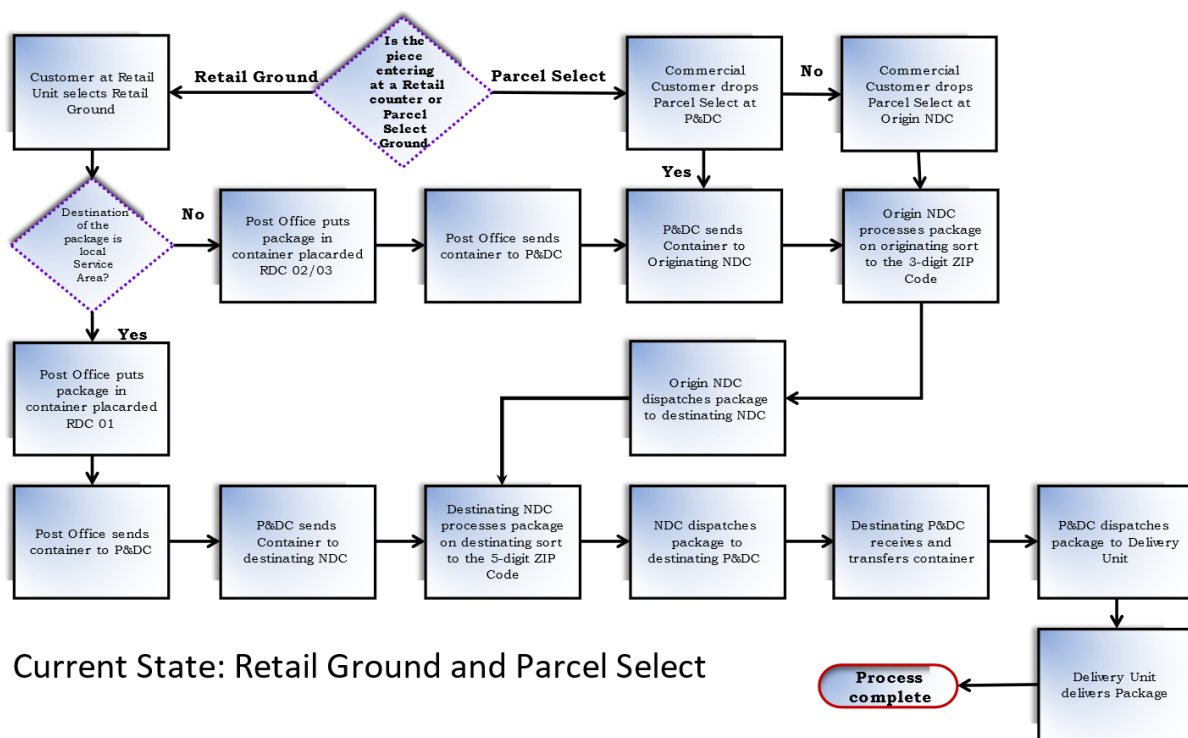 Customer at Retail
Unit selects Retail
Ground
Retail Ground
Is the
piece
entering
at a Retail
counter or
Parcel
Select
Ground
Parcel Select
Commercial
Customer drops
Parcel Select at
P&DC
No
Commercial
Customer drops
Parcel Select at
Origin NDC
Yes
Destination
of the
package is
local
Service
Area?
No
Post Office puts
package in
container placarded
RDC 02/03
Post Office sends
container to P&DC
P&DC sends
Container to
Originating NDC
Origin NDC
processes package
on originating sort
to the 3-digit ZIP
Code
Yes
Post Office puts
package in
container placarded
RDC 01
Origin NDC
dispatches package
to destinating NDC
Post Office sends
container to P&DC
P&DC sends
Container to
destinating NDC
Destinating NDC
processes package
on destinating sort
to the 5-digit ZIP
Code
NDC dispatches
package to
destinating P&DC
Destinating P&DC
receives and
transfers container
P&DC dispatches
package to Delivery
Unit
Current State: Retail Ground and Parcel Select
Process
complete
Delivery Unit
delivers Package